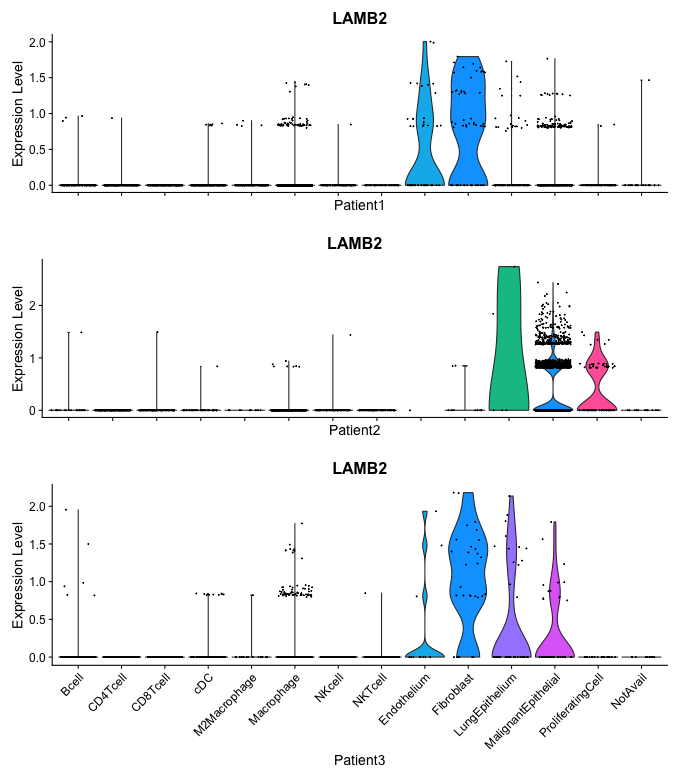 LAMB2
Expression Level
2.0
1.5
1.0
0.5
0.0
Patient1
LAMB2
Expression Level
2
1
0
Patient2
LAMB2
Expression Level
2.0
1.5
1.0
0.5
0.0
Bcell
CD4Tcell
CD8Tcell
cDC
M2Macrophage
Macrophage
NKcell
NKTcell
Endothelium
Fibroblast
LungEpithelium
MalignantEpithelial
ProliferatingCell
NotAvail
Patient3